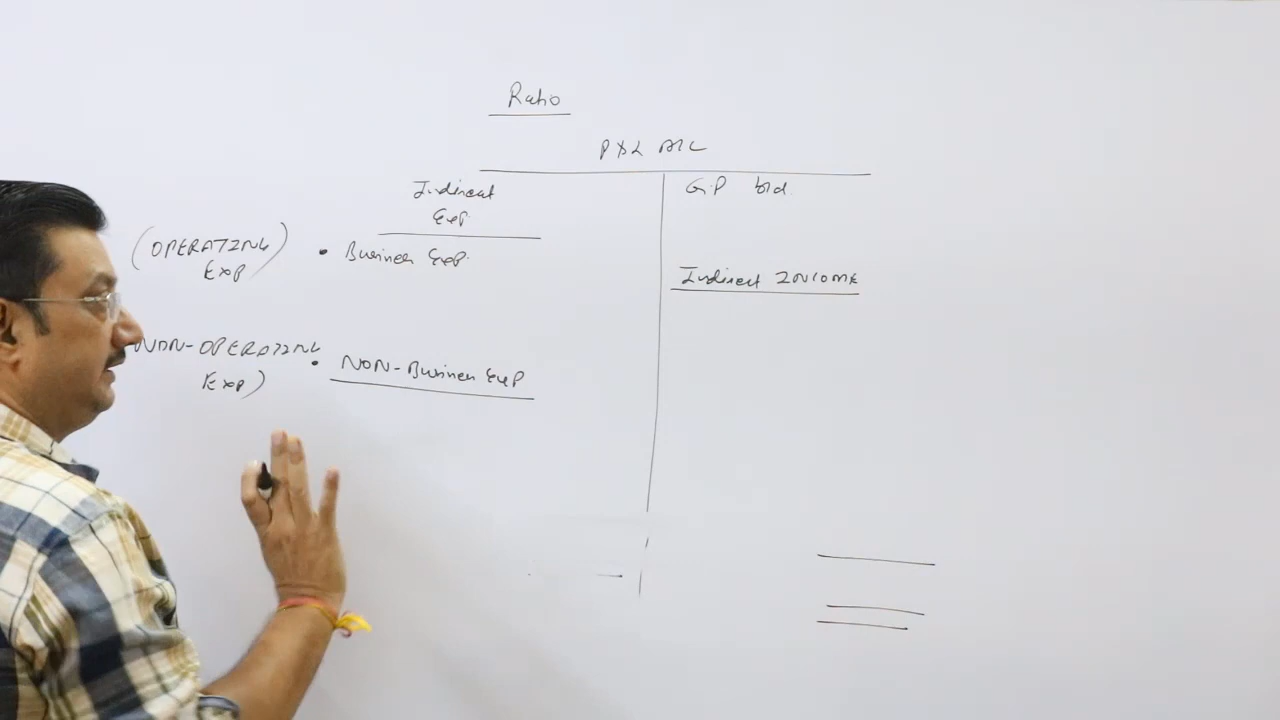 Ratio
P&L A/C
Indirect
Exp.
G.P b/d.
(OPERATING
Exp)
• Business Exp.
Indirect INCOME
NON-OPERATING
Exp)
• NON-Business Exp